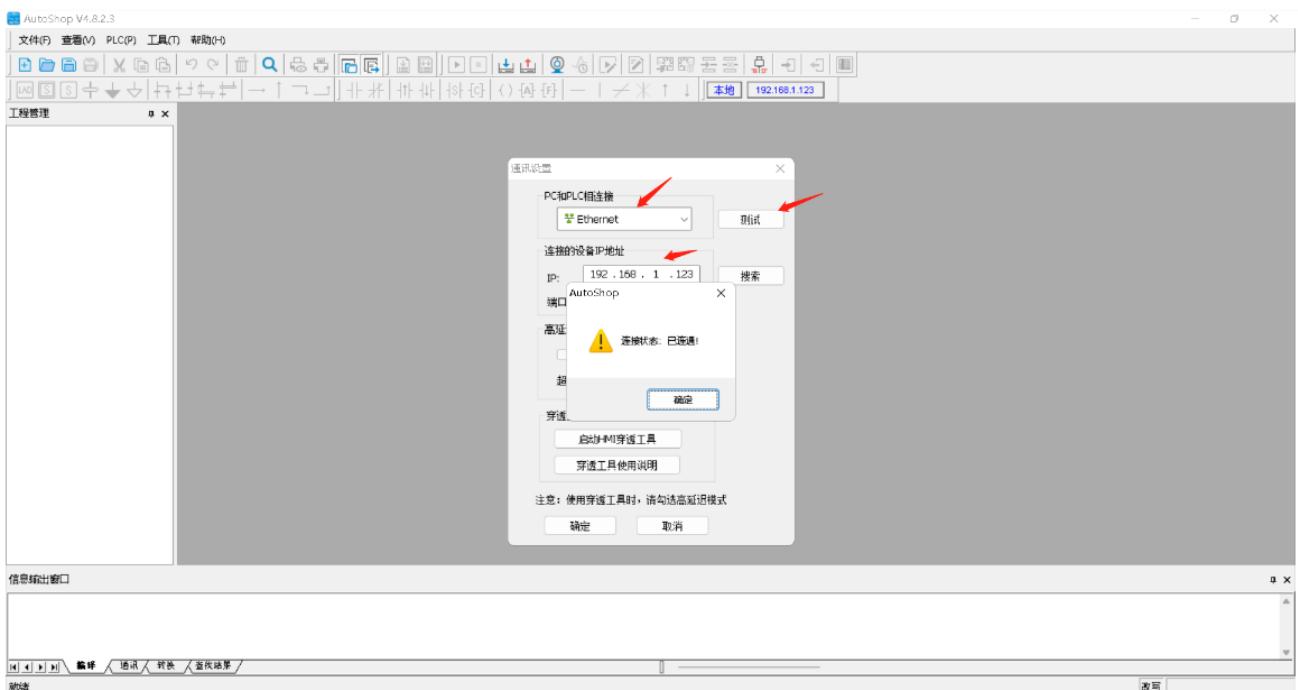 AutoShop V4.8.2.3
文件(F) 查看(V) PLC(P) 工具(T) 帮助(H)
LAD S S {S} {C} ( ) {A} {F} 本地 192.168.1.123
工程管理
通讯设置
PC和PLC相连接
Ethernet 测试
连接的设备IP地址
IP: 192 . 168 . 1 . 123 搜索
端口
AutoShop
高延
连接状态: 已连通!
超
确定
穿透
启动HMI穿透工具
穿透工具使用说明
注意: 使用穿透工具时, 请勾选高延迟模式
确定 取消
信息输出窗口
编译 通讯 转换 查找结果
就绪 改写